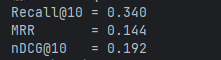 Recall@10 = 0.340
MRR       = 0.144
nDCG@10   = 0.192